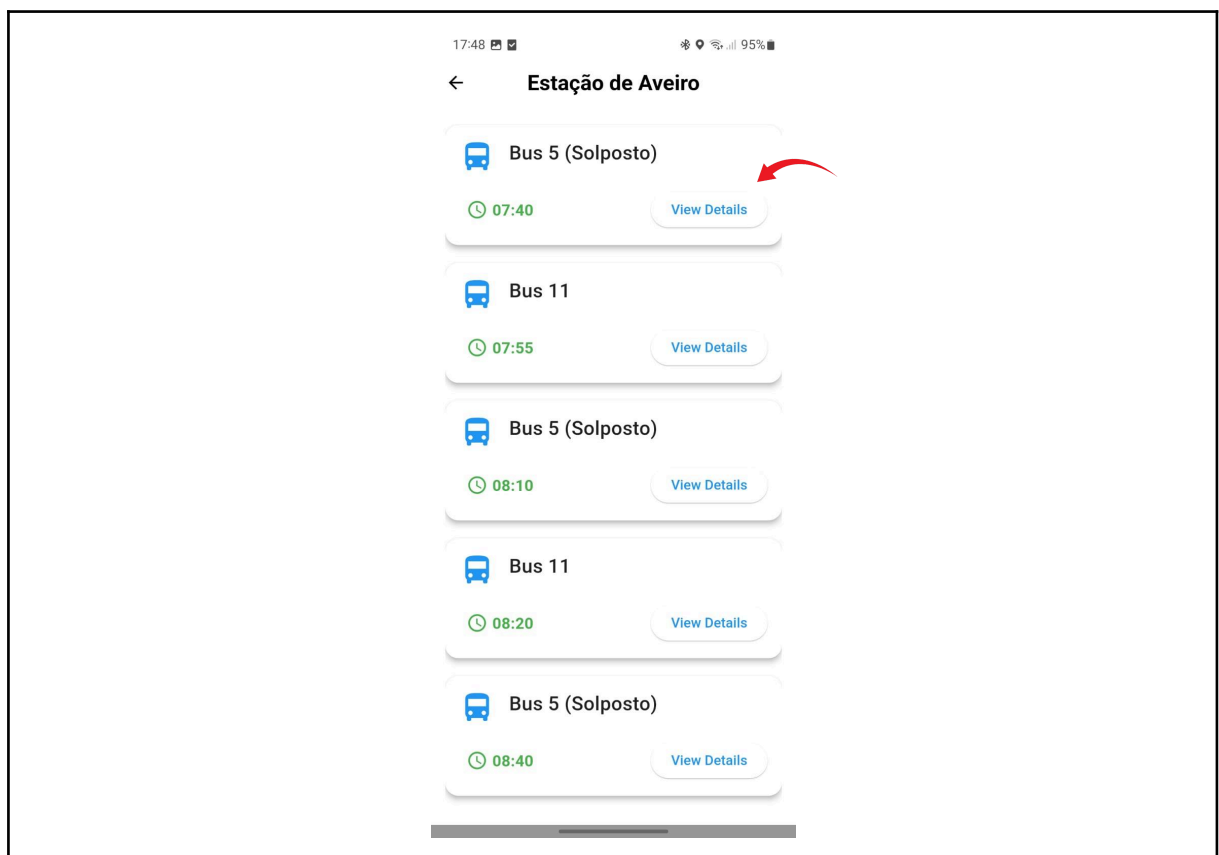 17:48 95%
Estação de Aveiro
Bus 5 (Solposto)
07:40 View Details
Bus 11
07:55 View Details
Bus 5 (Solposto)
08:10 View Details
Bus 11
08:20 View Details
Bus 5 (Solposto)
08:40 View Details